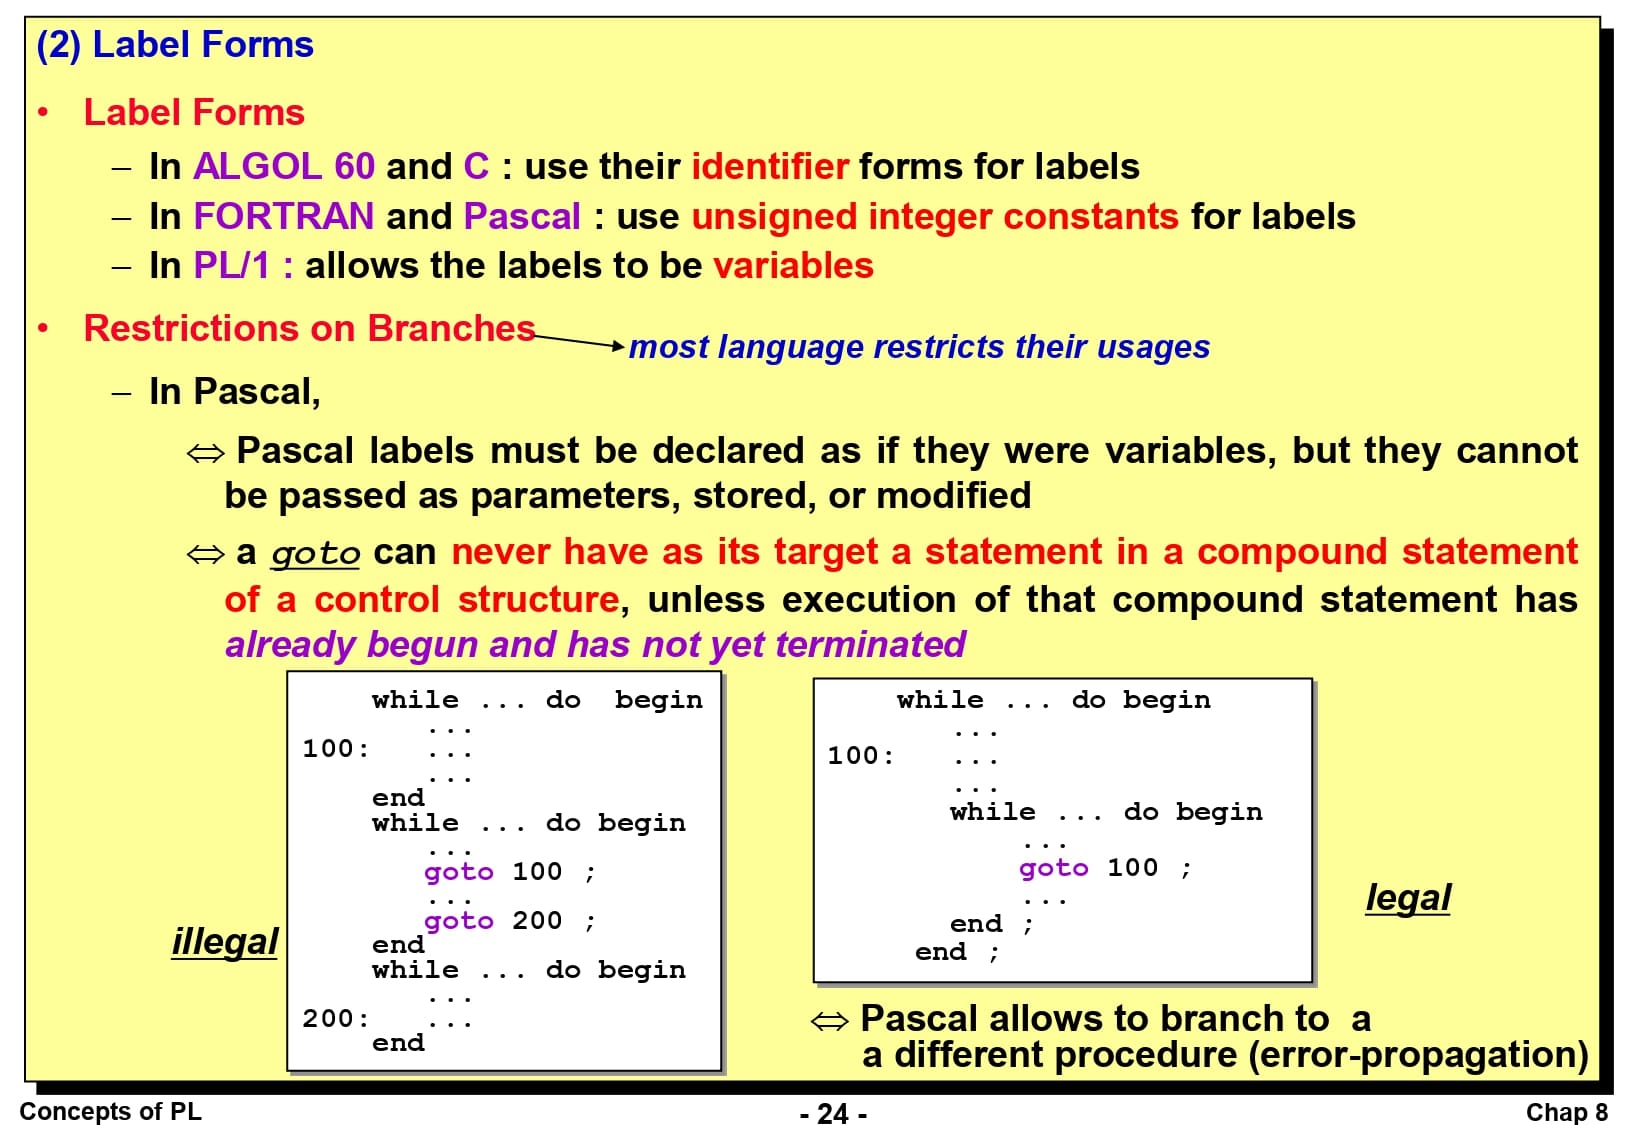 (2) Label Forms
• Label Forms
– In ALGOL 60 and C : use their identifier forms for labels
– In FORTRAN and Pascal : use unsigned integer constants for labels
– In PL/1 : allows the labels to be variables
• Restrictions on Branches
most language restricts their usages
– In Pascal,
⇔ Pascal labels must be declared as if they were variables, but they cannot
be passed as parameters, stored, or modified
⇔ a goto can never have as its target a statement in a compound statement
of a control structure, unless execution of that compound statement has
already begun and has not yet terminated
illegal
while ... do  begin
...
100:   ...
...
end
while ... do begin
...
goto 100 ;
...
goto 200 ;
end
while ... do begin
...
200:   ...
end
while ... do begin
...
100:   ...
...
while ... do begin
...
goto 100 ;
...
end ;
end ;
legal
⇔ Pascal allows to branch to  a
a different procedure (error-propagation)
Concepts of PL
- 24 -
Chap 8